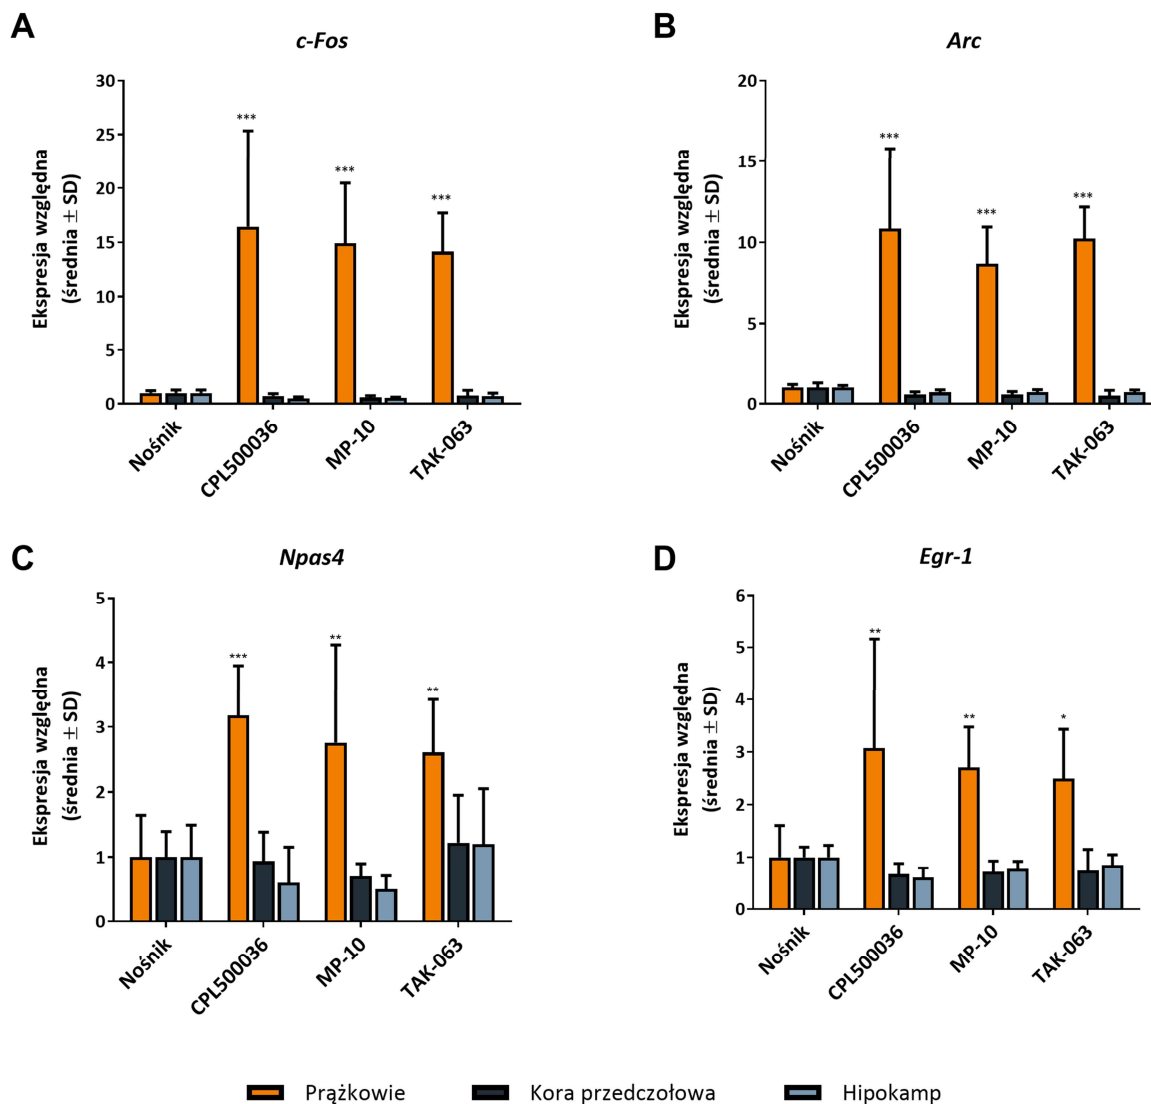 A
c-Fos
Ekspresja względna
(średnia ± SD)
30
25
20
15
10
5
0
***
***
***
Nośnik
CPL500036
MP-10
TAK-063
B
Arc
Ekspresja względna
(średnia ± SD)
20
15
10
5
0
***
***
***
Nośnik
CPL500036
MP-10
TAK-063
C
Npas4
Ekspresja względna
(średnia ± SD)
5
4
3
2
1
0
***
**
**
Nośnik
CPL500036
MP-10
TAK-063
D
Egr-1
Ekspresja względna
(średnia ± SD)
6
5
4
3
2
1
0
**
**
*
Nośnik
CPL500036
MP-10
TAK-063
Prążkowie Kora przedczołowa Hipokamp